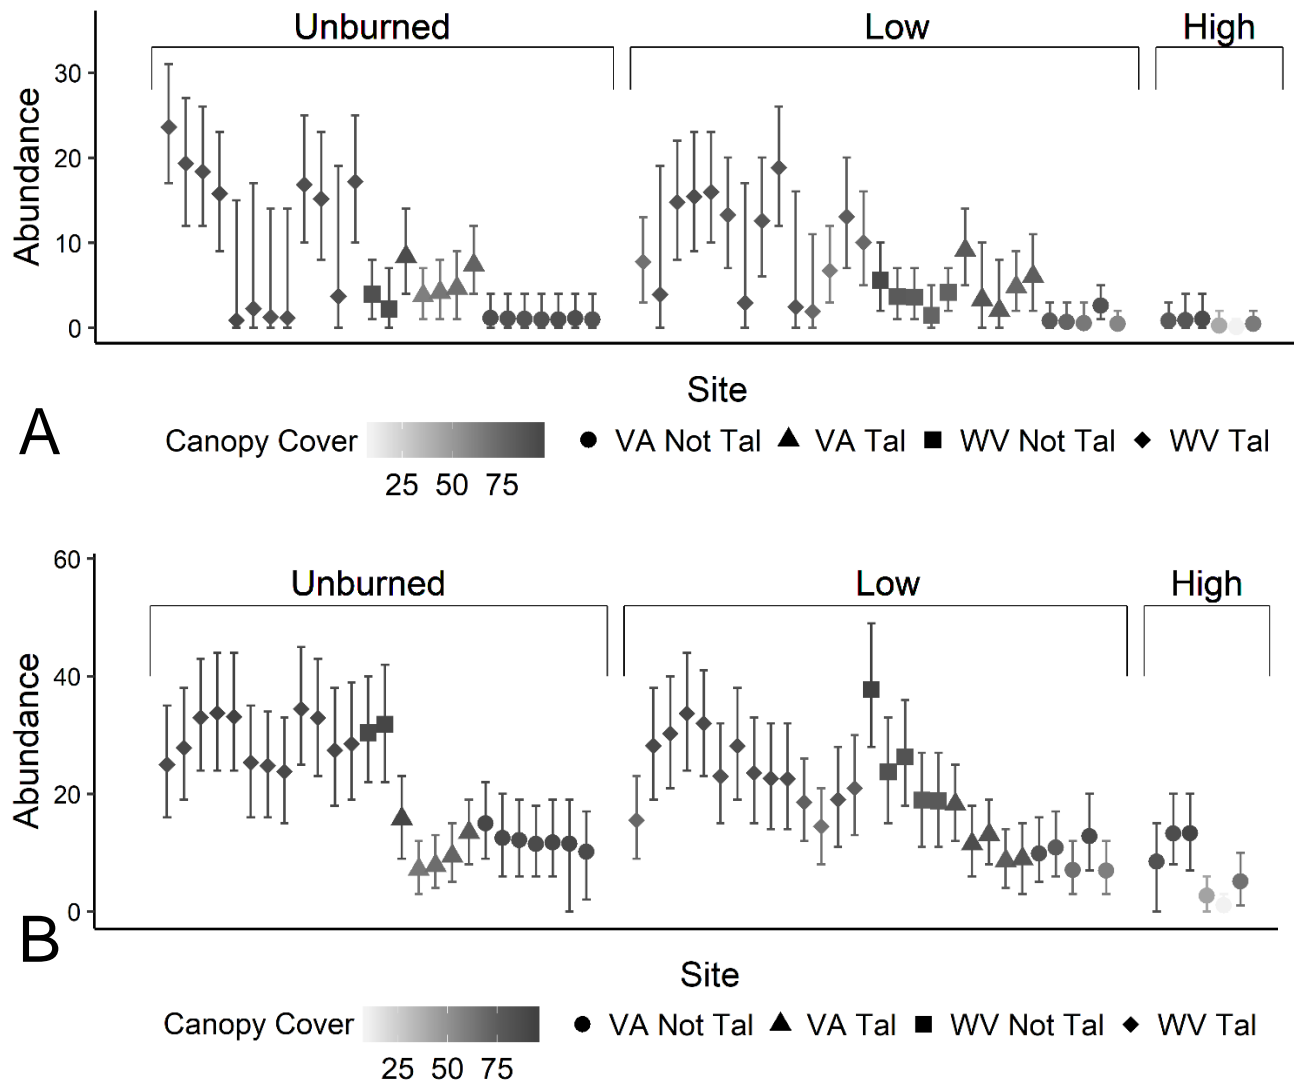 Unburned Low High
30
20
10
0
Abundance
Site
A
Canopy Cover
25 50 75
VA Not Tal VA Tal WV Not Tal WV Tal
60
40
20
0
Unburned Low High
Abundance
Site
B
Canopy Cover
25 50 75
VA Not Tal VA Tal WV Not Tal WV Tal